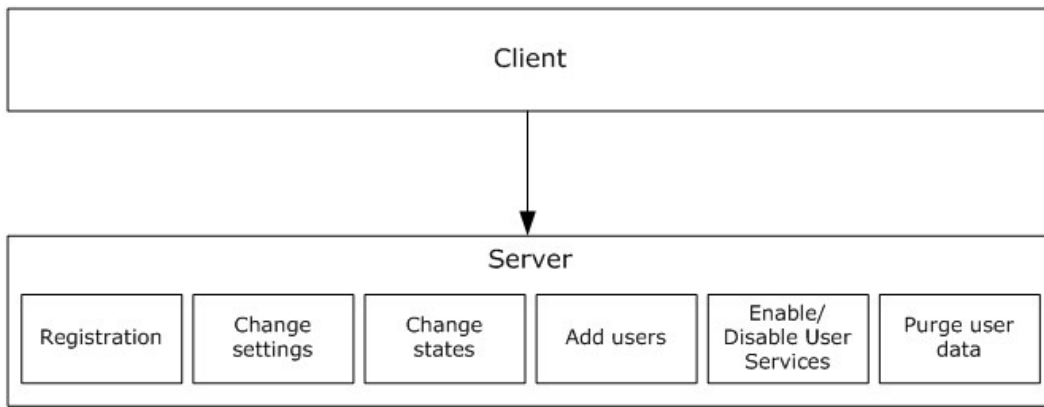 Client
Server
Registration
Change
settings
Change
states
Add users
Enable/
Disable User
Services
Purge user
data